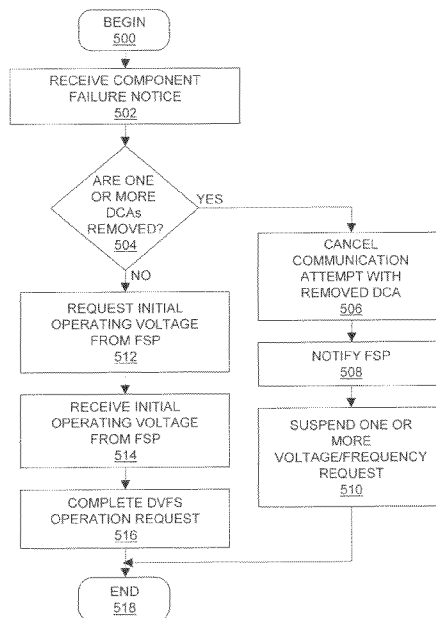 BEGIN
500
RECEIVE COMPONENT
FAILURE NOTICE
502
ARE ONE
OR MORE
DCAs
REMOVED?
504
YES
NO
CANCEL
COMMUNICATION
ATTEMPT WITH
REMOVED DCA
506
NOTIFY FSP
508
SUSPEND ONE OR
MORE
VOLTAGE/FREQUENCY
REQUEST
510
REQUEST INITIAL
OPERATING VOLTAGE
FROM FSP
512
RECEIVE INITIAL
OPERATING VOLTAGE
FROM FSP
514
COMPLETE DVFS
OPERATION REQUEST
516
END
518